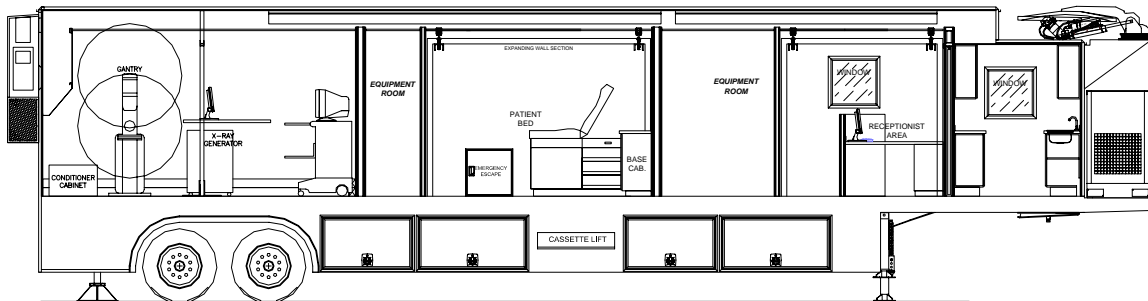 EXPANDING WALL SECTION
GANTRY
EQUIPMENT
ROOM
EQUIPMENT
ROOM
WINDOW
WINDOW
X-RAY
GENERATOR
PATIENT
BED
RECEPTIONIST
AREA
CONDITIONER
CABINET
EMERGENCY
ESCAPE
BASE
CAB.
CASSETTE LIFT